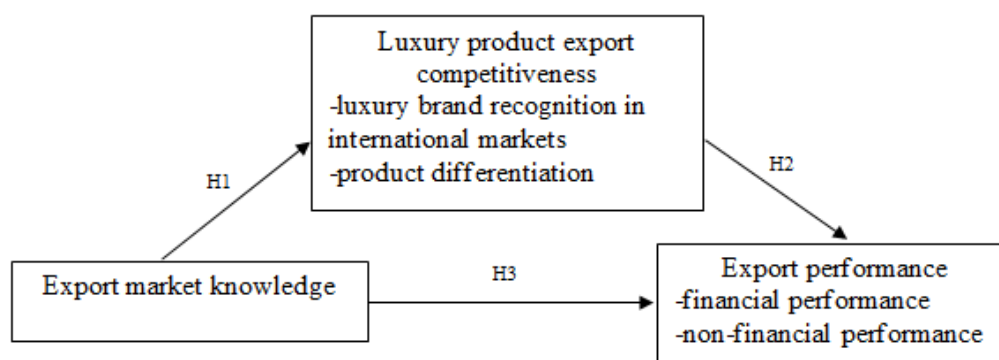 Luxury product export
competitiveness
-luxury brand recognition in
international markets
-product differentiation
H1
H2
Export market knowledge
H3
Export performance
-financial performance
-non-financial performance